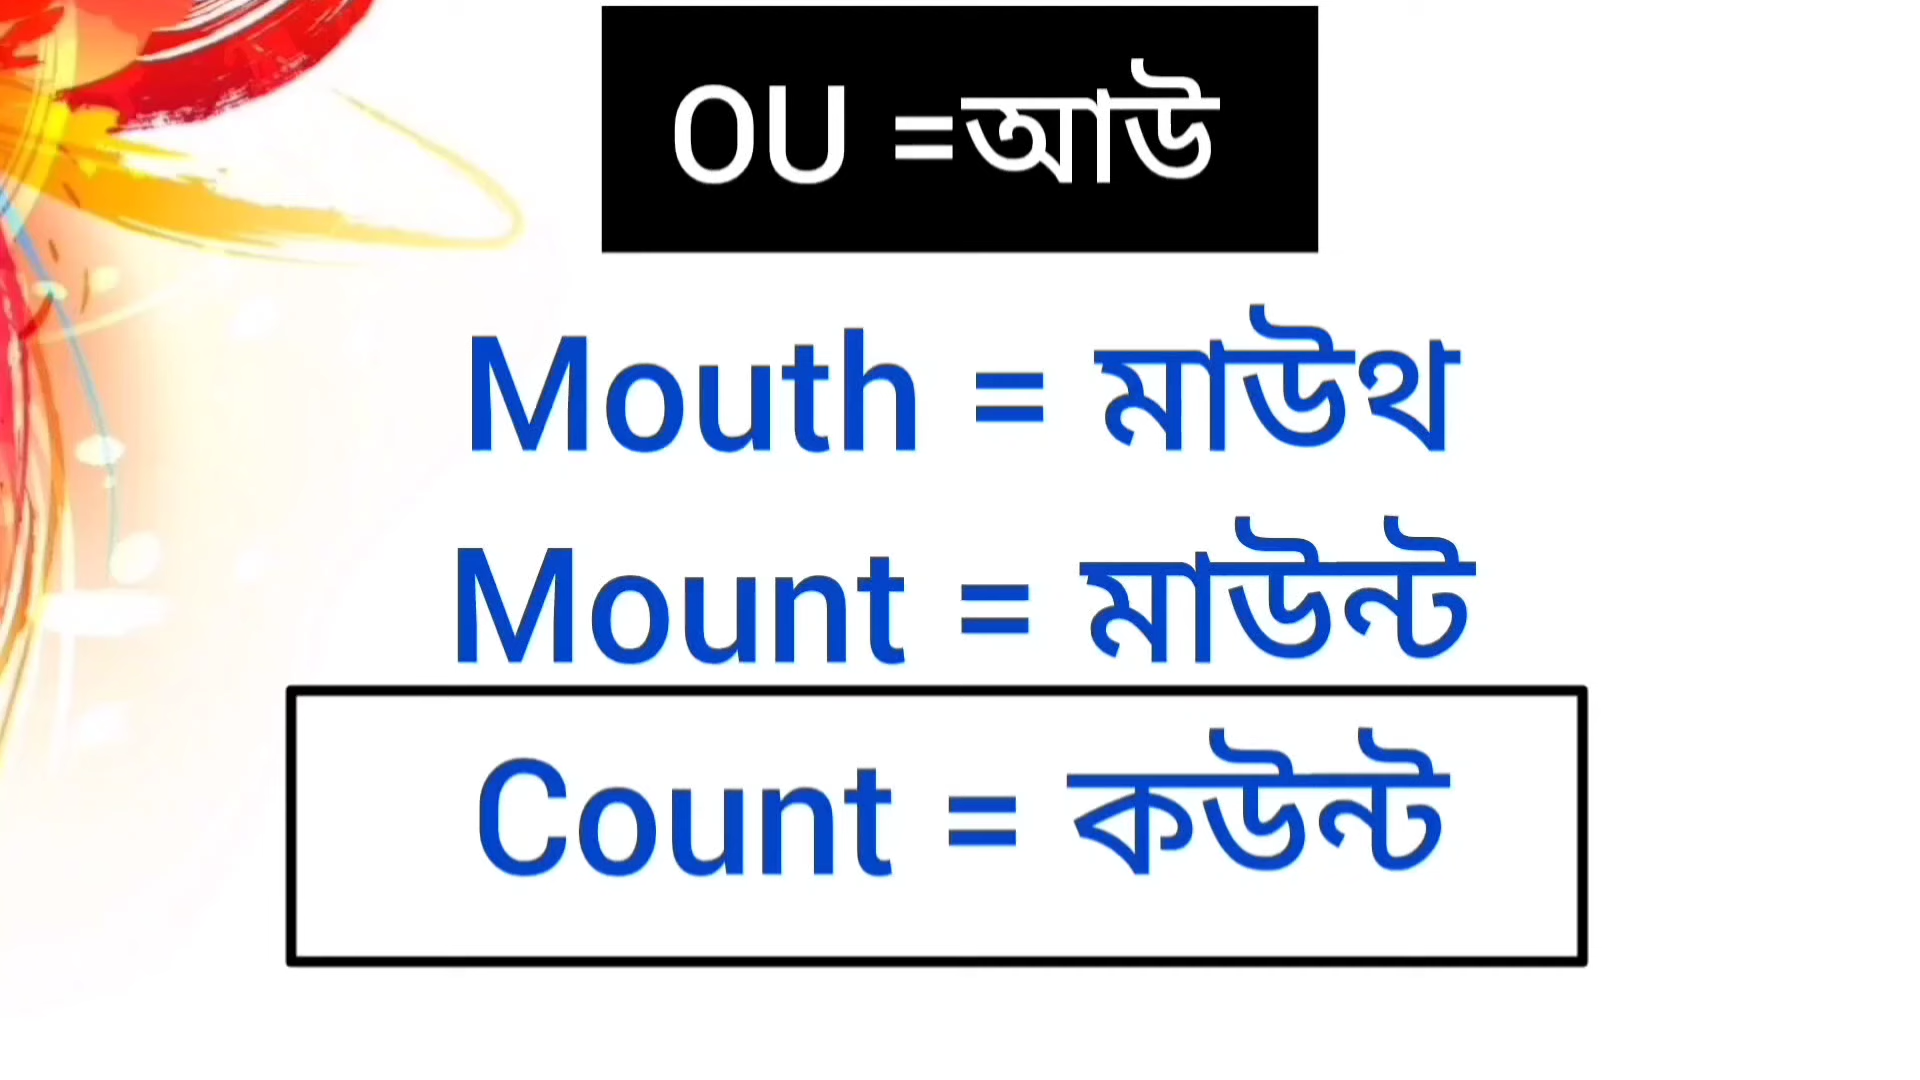 OU =আউ
Mouth = মাউথ
Mount = মাউন্ট
Count = কউন্ট